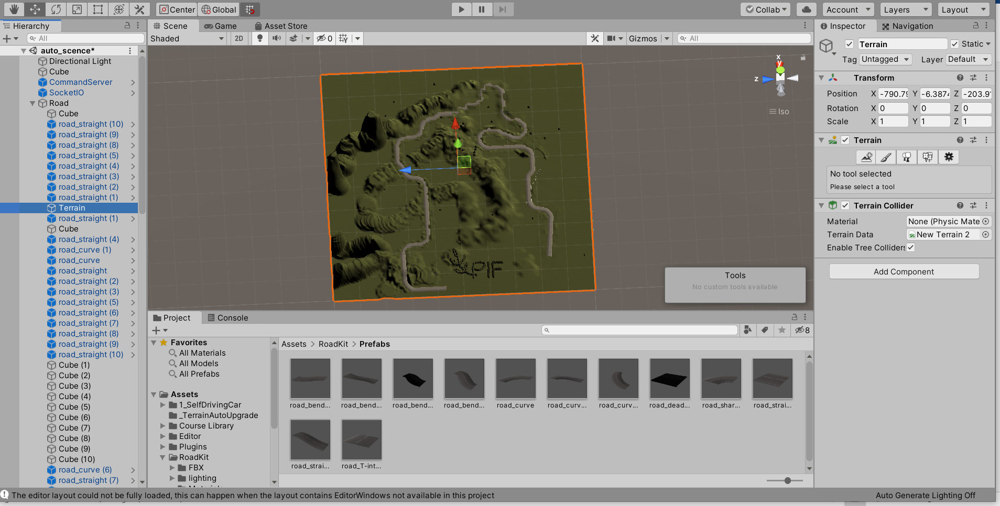 Center
Global
Collab
Account
Layers
Layout
Hierarchy
All
auto_scence*
Directional Light
Cube
CommandServer
SocketIO
Road
Cube
road_straight (10)
road_straight (9)
road_straight (8)
road_straight (5)
road_straight (4)
road_straight (3)
road_straight (2)
road_straight (1)
Terrain
road_straight (1)
Cube
road_straight (4)
road_curve (1)
road_curve
road_straight
road_straight (2)
road_straight (3)
road_straight (5)
road_straight (6)
road_straight (7)
road_straight (8)
road_straight (9)
road_straight (10)
Cube (1)
Cube (2)
Cube (3)
Cube (4)
Cube (5)
Cube (6)
Cube (7)
Cube (8)
Cube (9)
Cube (10)
road_curve (6)
road_straight (7)
Scene Game Asset Store
Shaded 2D 0 Gizmos All
x
y
z
Iso
PIF
Tools
No custom tools available
Project Console
8
Favorites
All Materials
All Models
All Prefabs
Assets
1_SelfDrivingCar
_TerrainAutoUpgrade
Course Library
Editor
Plugins
RoadKit
FBX
lighting
Assets > RoadKit > Prefabs
road_bend... road_bend... road_bend... road_bend... road_curve road_curv... road_curv... road_dead... road_shar... road_strai...
road_strai... road_T-int...
Inspector Navigation
Terrain Static
Tag Untagged Layer Default
Transform
Position X -790.79 Y -6.3874 Z -203.91
Rotation X 0 Y 0 Z 0
Scale X 1 Y 1 Z 1
Terrain
No tool selected
Please select a tool
Terrain Collider
Material None (Physic Mate
Terrain Data New Terrain 2
Enable Tree Colliders
Add Component
The editor layout could not be fully loaded, this can happen when the layout contains EditorWindows not available in this project
Auto Generate Lighting Off